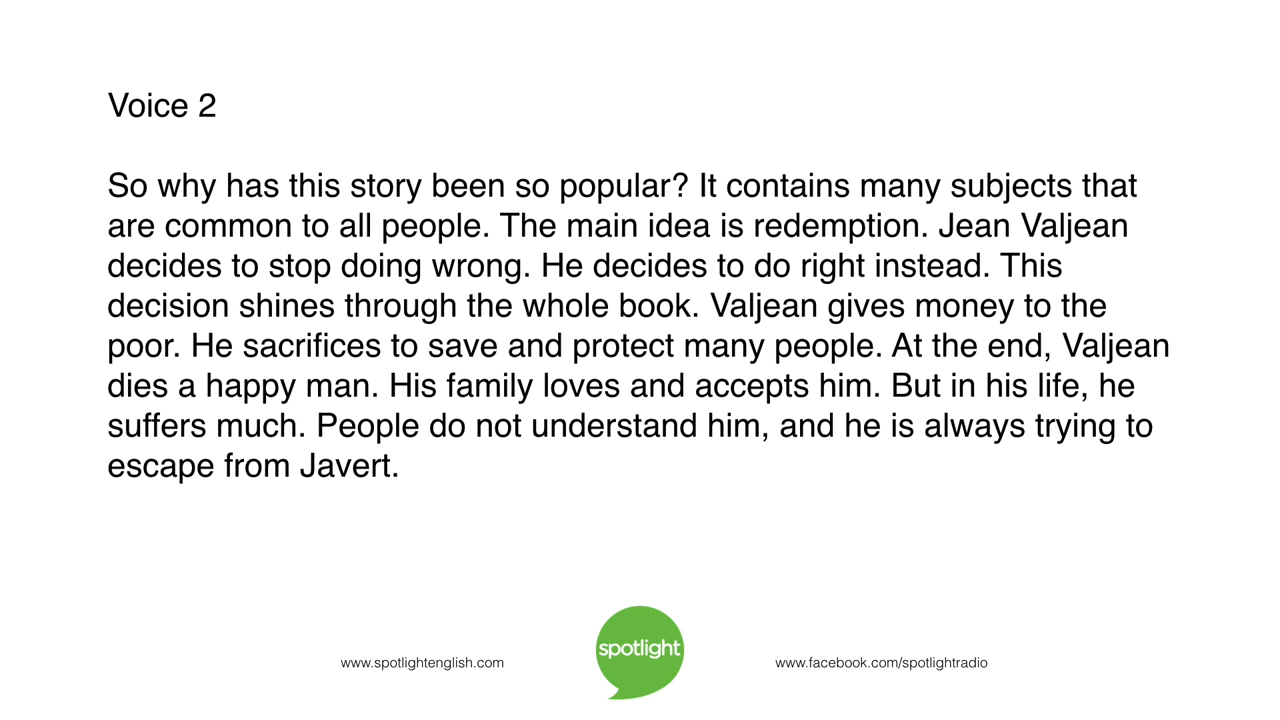 Voice 2
So why has this story been so popular? It contains many subjects that
are common to all people. The main idea is redemption. Jean Valjean
decides to stop doing wrong. He decides to do right instead. This
decision shines through the whole book. Valjean gives money to the
poor. He sacrifices to save and protect many people. At the end, Valjean
dies a happy man. His family loves and accepts him. But in his life, he
suffers much. People do not understand him, and he is always trying to
escape from Javert.
www.spotlightenglish.com
spotlight
www.facebook.com/spotlightradio